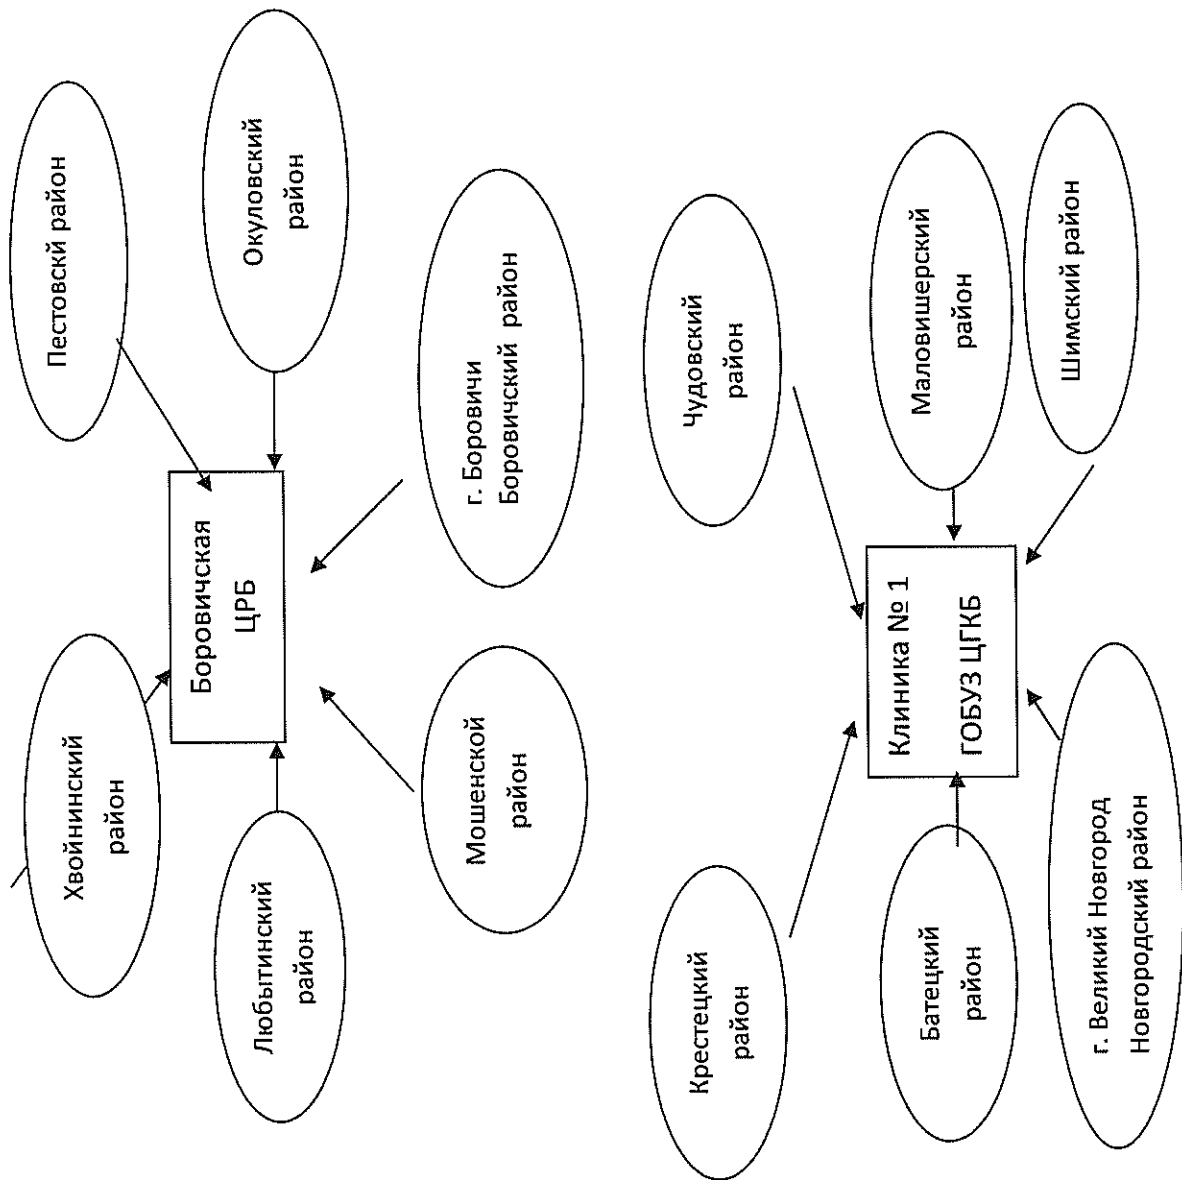 Хвойнинский
район
Пестовскй район
Любытинский
район
Боровичская
ЦРБ
Окуловский
район
Мошенской
район
г. Боровичи
Боровичский район
Крестецкий
район
Чудовский
район
Батецкий
район
Клиника № 1
ГОБУЗ ЦГКБ
Маловишерский
район
г. Великий Новгород
Новгородский район
Шимский район